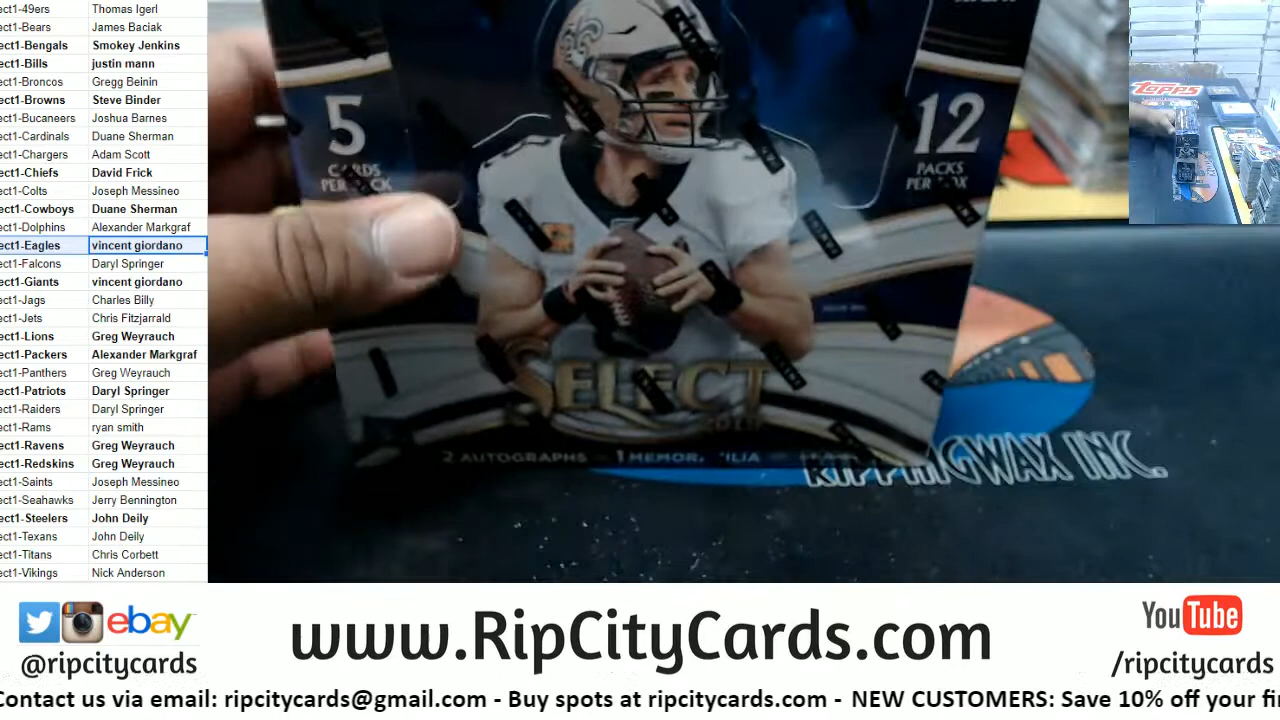 ect1-49ers Thomas Igerl
ect1-Bears James Baciak
ect1-Bengals Smokey Jenkins
ect1-Bills justin mann
ect1-Broncos Gregg Beinin
ect1-Browns Steve Binder
ect1-Bucaneers Joshua Barnes
ect1-Cardinals Duane Sherman
ect1-Chargers Adam Scott
ect1-Chiefs David Frick
ect1-Colts Joseph Messineo
ect1-Cowboys Duane Sherman
ect1-Dolphins Alexander Markgraf
ect1-Eagles vincent giordano
ect1-Falcons Daryl Springer
ect1-Giants vincent giordano
ect1-Jags Charles Billy
ect1-Jets Chris Fitzjarrald
ect1-Lions Greg Weyrauch
ect1-Packers Alexander Markgraf
ect1-Panthers Greg Weyrauch
ect1-Patriots Daryl Springer
ect1-Raiders Daryl Springer
ect1-Rams ryan smith
ect1-Ravens Greg Weyrauch
ect1-Redskins Greg Weyrauch
ect1-Saints Joseph Messineo
ect1-Seahawks Jerry Bennington
ect1-Steelers John Deily
ect1-Texans John Deily
ect1-Titans Chris Corbett
ect1-Vikings Nick Anderson
5
CARDS
PER PACK
12
PACKS
PER BOX
SELECT
2 AUTOGRAPHS 1
RIPPINGWAX INC.
Topps
ebay
@ripcitycards
www.RipCityCards.com
YouTube
/ripcitycards
Contact us via email: ripcitycards@gmail.com - Buy spots at ripcitycards.com - NEW CUSTOMERS: Save 10% off your fi